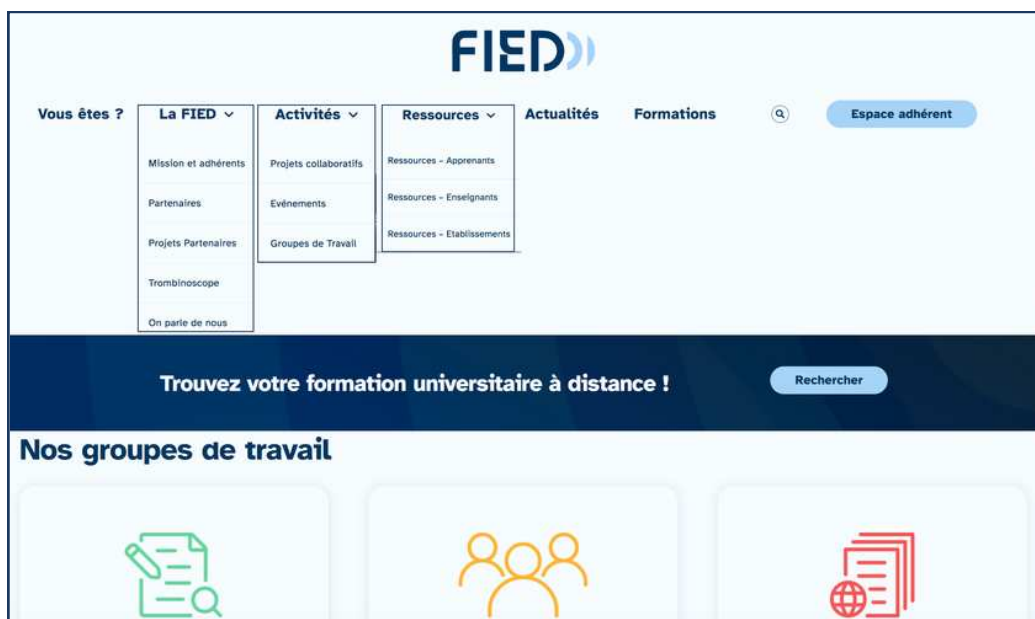 FIED
Vous êtes ? La FIED Activités Ressources Actualités Formations Espace adhérent
Mission et adhérents
Partenaires
Projets Partenaires
Trombinoscope
On parle de nous
Projets collaboratifs
Evénements
Groupes de Travail
Ressources - Apprenants
Ressources - Enseignants
Ressources - Etablissements
Trouvez votre formation universitaire à distance ! Rechercher
Nos groupes de travail